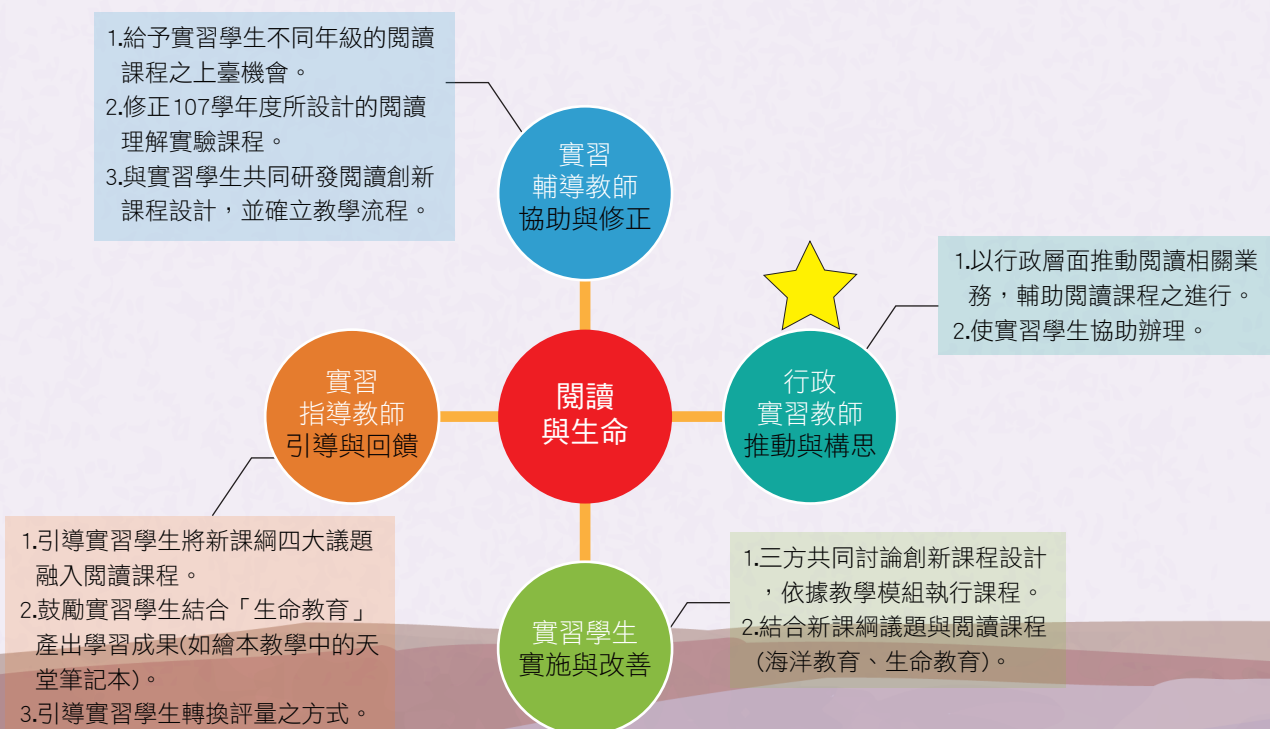 1.給予實習學生不同年級的閱讀
課程之上臺機會。
2.修正107學年度所設計的閱讀
理解實驗課程。
3.與實習學生共同研發閱讀創新
課程設計，並確立教學流程。
實習
輔導教師
協助與修正
1.以行政層面推動閱讀相關業
務，輔助閱讀課程之進行。
2.使實習學生協助辦理。
實習
指導教師
引導與回饋
閱讀
與生命
行政
實習教師
推動與構思
1.引導實習學生將新課綱四大議題
融入閱讀課程。
2.鼓勵實習學生結合「生命教育」
產出學習成果(如繪本教學中的天
堂筆記本)。
3.引導實習學生轉換評量之方式。
實習學生
實施與改善
1.三方共同討論創新課程設計
，依據教學模組執行課程。
2.結合新課綱議題與閱讀課程
(海洋教育、生命教育)。